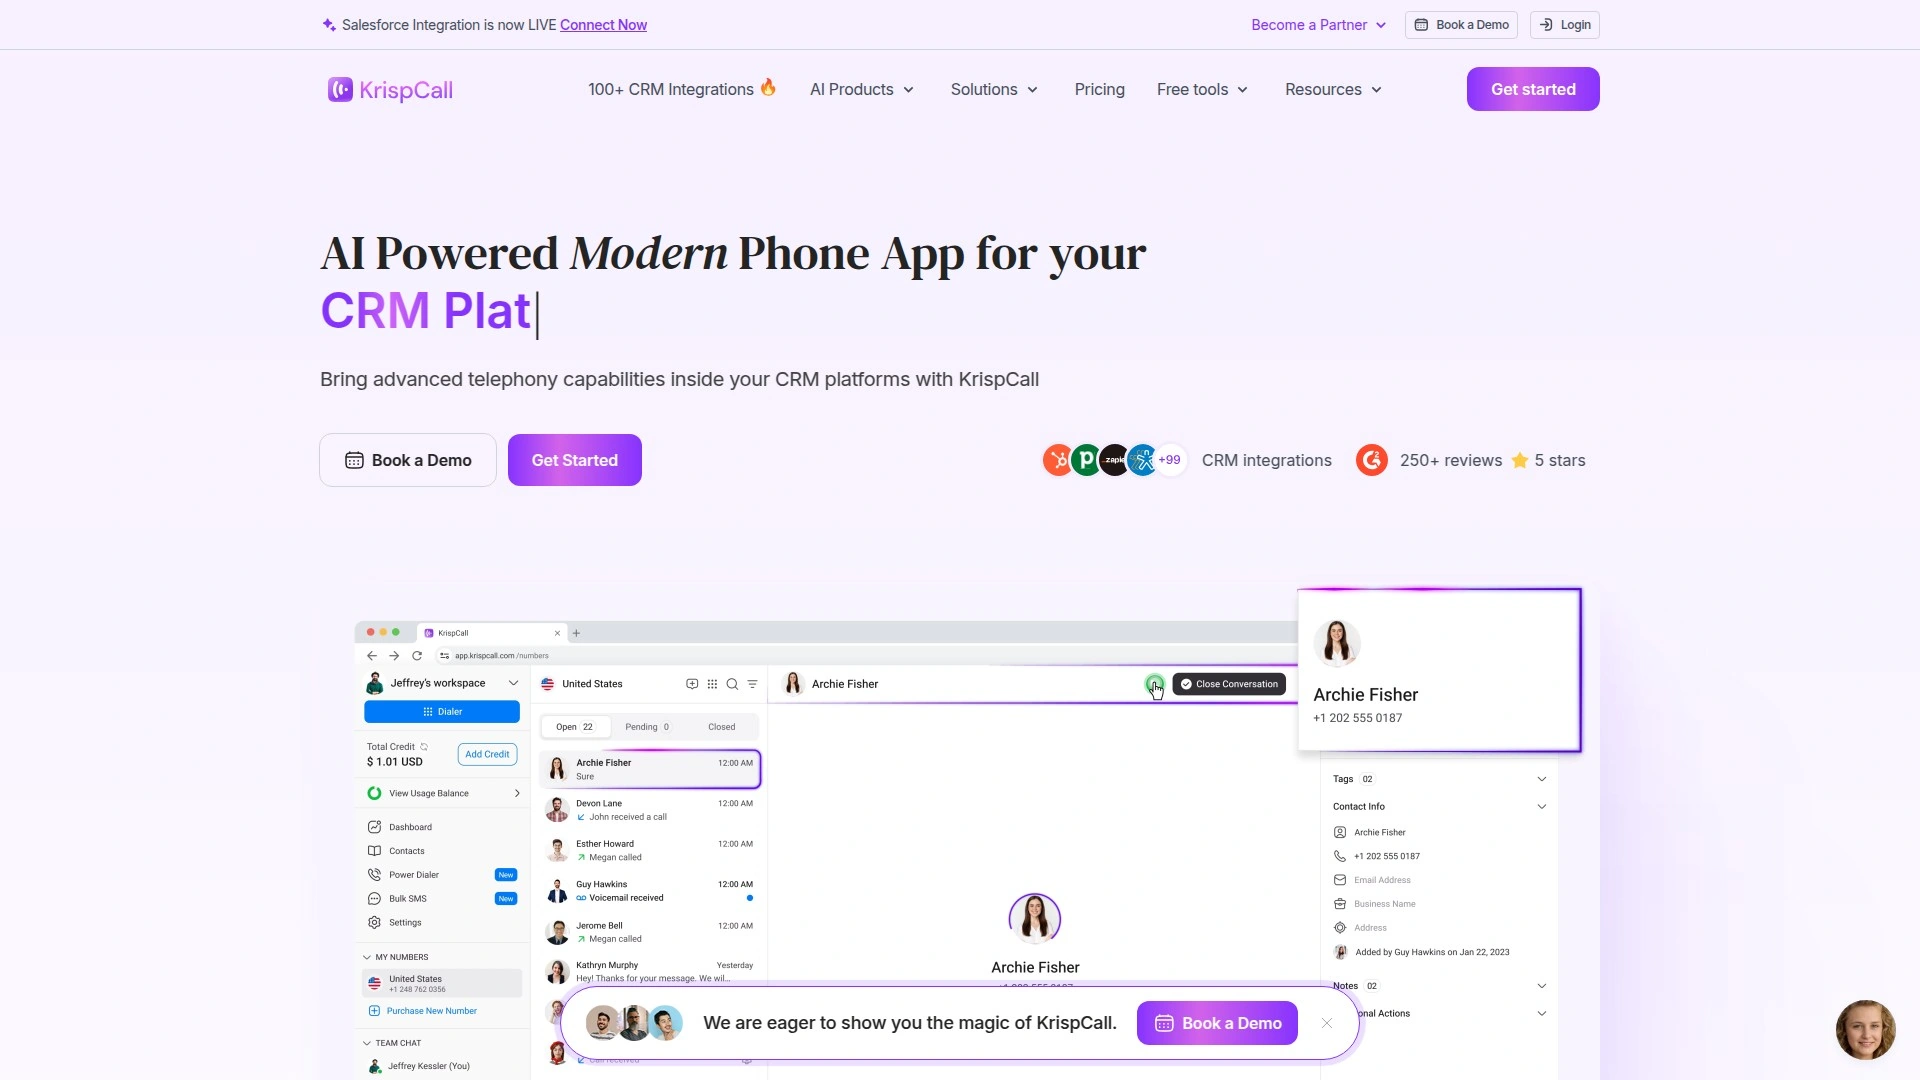 Salesforce Integration is now LIVE Connect Now
Become a Partner
Book a Demo
Login
KrispCall
100+ CRM Integrations
AI Products
Solutions
Pricing
Free tools
Resources
Get started
AI Powered Modern Phone App for your
CRM Plat
Bring advanced telephony capabilities inside your CRM platforms with KrispCall
Book a Demo
Get Started
zapier
+99
CRM integrations
250+ reviews
5 stars
KrispCall
app.krispcall.com/numbers
Jeffrey's workspace
Dialer
Total Credit
$ 1.01 USD
Add Credit
View Usage Balance
Dashboard
Contacts
Power Dialer
New
Bulk SMS
New
Settings
MY NUMBERS
United States
+1 248 762 0356
Purchase New Number
TEAM CHAT
Jeffrey Kessler (You)
United States
Open 22
Pending 0
Closed
Archie Fisher
12:00 AM
Sure
Devon Lane
12:00 AM
John received a call
Esther Howard
12:00 AM
Megan called
Guy Hawkins
12:00 AM
Voicemail received
Jerome Bell
12:00 AM
Megan called
Kathryn Murphy
Yesterday
Hey! Thanks for your message. We wil...
Archie Fisher
Close Conversation
Archie Fisher
Archie Fisher
+1 202 555 0187
Tags 02
Contact Info
Archie Fisher
+1 202 555 0187
Email Address
Business Name
Address
Added by Guy Hawkins on Jan 22, 2023
Notes 02
onal Actions
We are eager to show you the magic of KrispCall.
Book a Demo